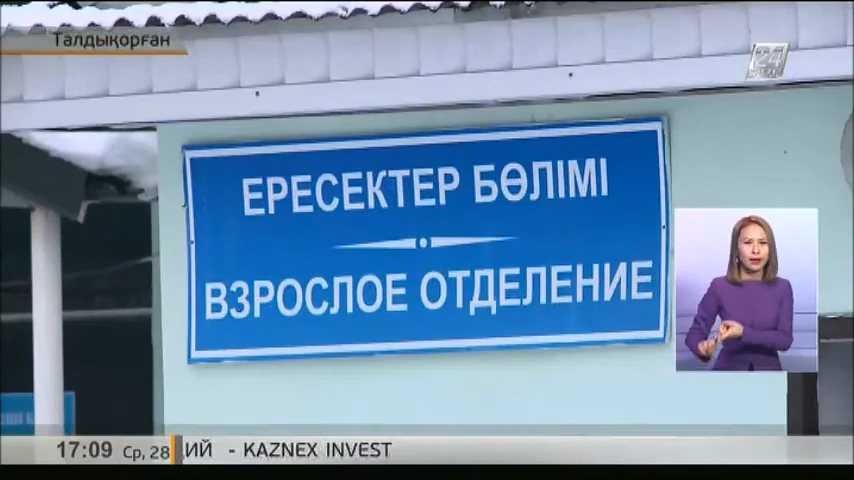 Талдықорған
24
ЕРЕСЕКТЕР БӨЛІМІ
ВЗРОСЛОЕ ОТДЕЛЕНИЕ
17:09 Ср, 28 ИЙ - KAZNEX INVEST